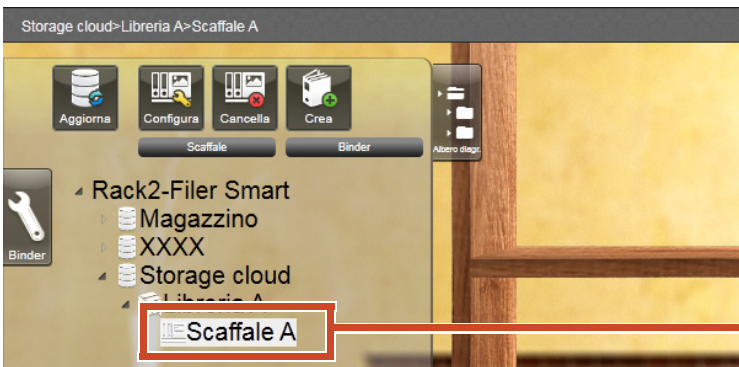 Storage cloud>Libreria A>Scaffale A
Aggiorna
Configura
Cancella
Crea
Scaffale
Binder
Albero diagr.
Binder
Rack2-Filer Smart
Magazzino
XXXX
Storage cloud
Libreria A
Scaffale A